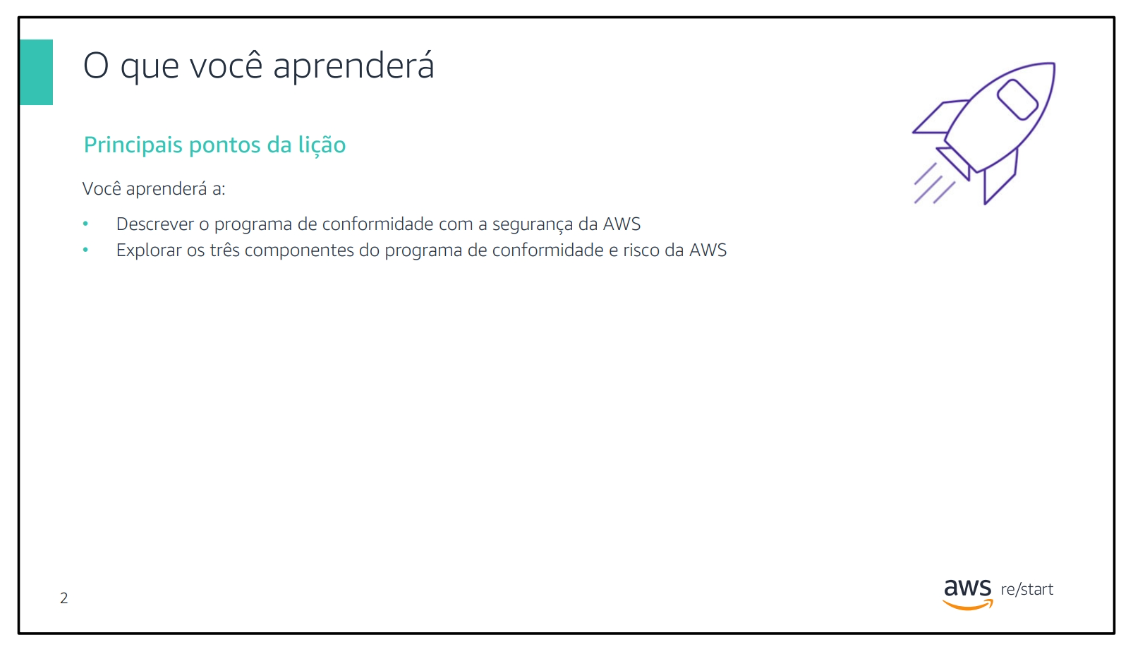 O que você aprenderá
Principais pontos da lição
Você aprenderá a:
• Descrever o programa de conformidade com a segurança da AWS
• Explorar os três componentes do programa de conformidade e risco da AWS
2
aws re/start